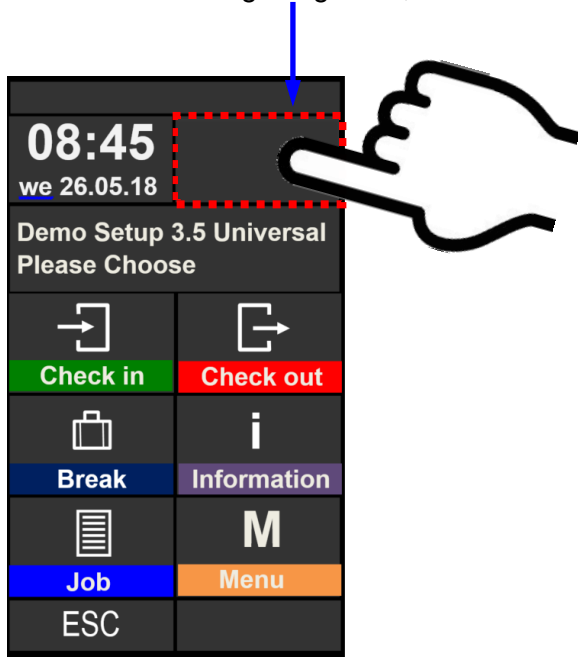 08:45
we 26.05.18
Demo Setup 3.5 Universal
Please Choose
Check in
Check out
Break
i
Information
Job
M
Menu
ESC